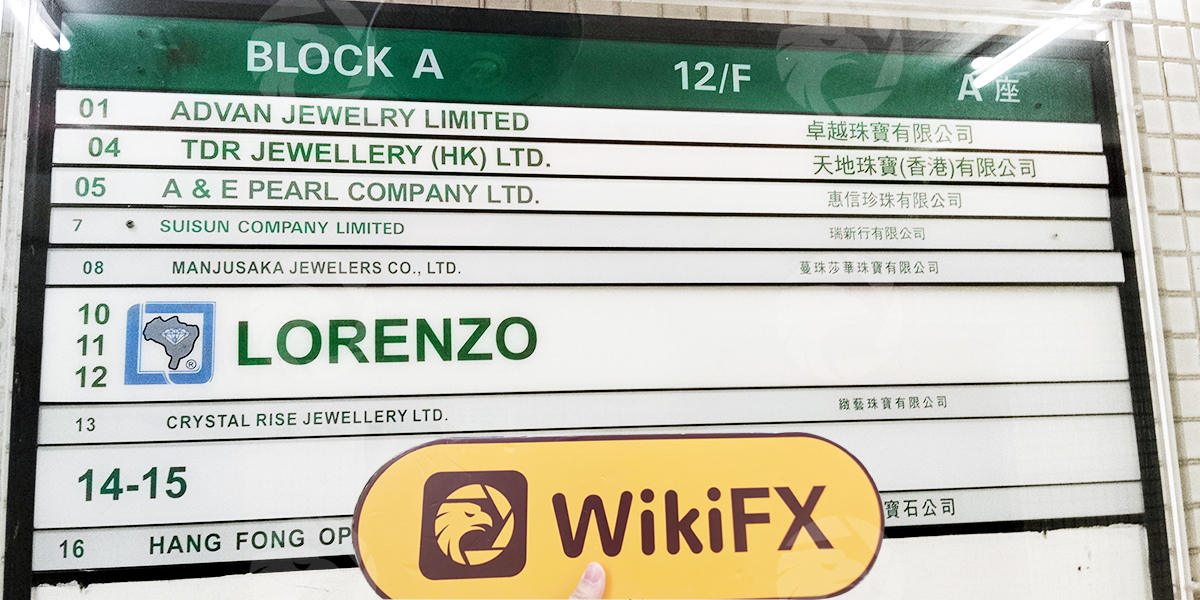 BLOCK A 12/F A座
01 ADVAN JEWELRY LIMITED 卓越珠寶有限公司
04 TDR JEWELLERY (HK) LTD. 天地珠寶(香港)有限公司
05 A & E PEARL COMPANY LTD. 惠信珍珠有限公司
7 SUISUN COMPANY LIMITED 瑞新行有限公司
08 MANJUSAKA JEWELERS CO., LTD. 蔓珠莎華珠寶有限公司
10
11 LORENZO
12
13 CRYSTAL RISE JEWELLERY LTD. 緻藝珠寶有限公司
14-15
寶石公司
16 HANG FONG OP
WikiFX